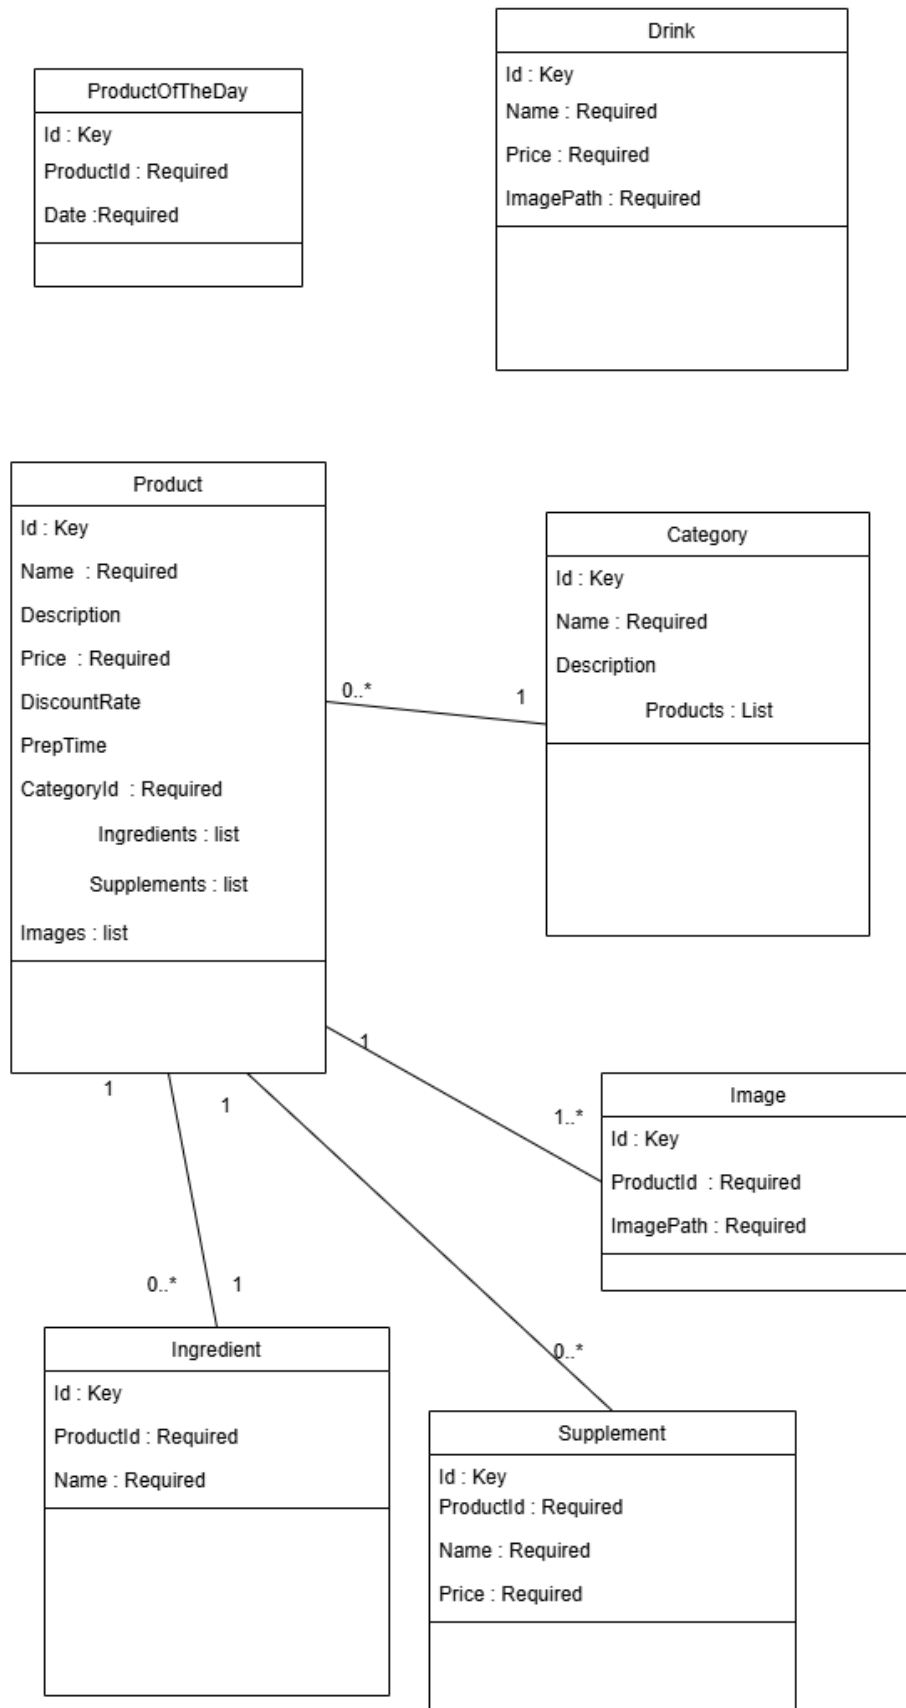 Drink
Id : Key
Name : Required
Price : Required
ImagePath : Required
ProductOfTheDay
Id : Key
ProductId : Required
Date :Required
Product
Id : Key
Name  : Required
Description
Price  : Required
DiscountRate
PrepTime
CategoryId  : Required
Ingredients : list
Supplements : list
Images : list
Category
Id : Key
Name : Required
Description
Products : List
0..*
1
1
1..*
1
1
0..*
1
0..*
Image
Id : Key
ProductId  : Required
ImagePath : Required
Ingredient
Id : Key
ProductId : Required
Name : Required
Supplement
Id : Key
ProductId : Required
Name : Required
Price : Required